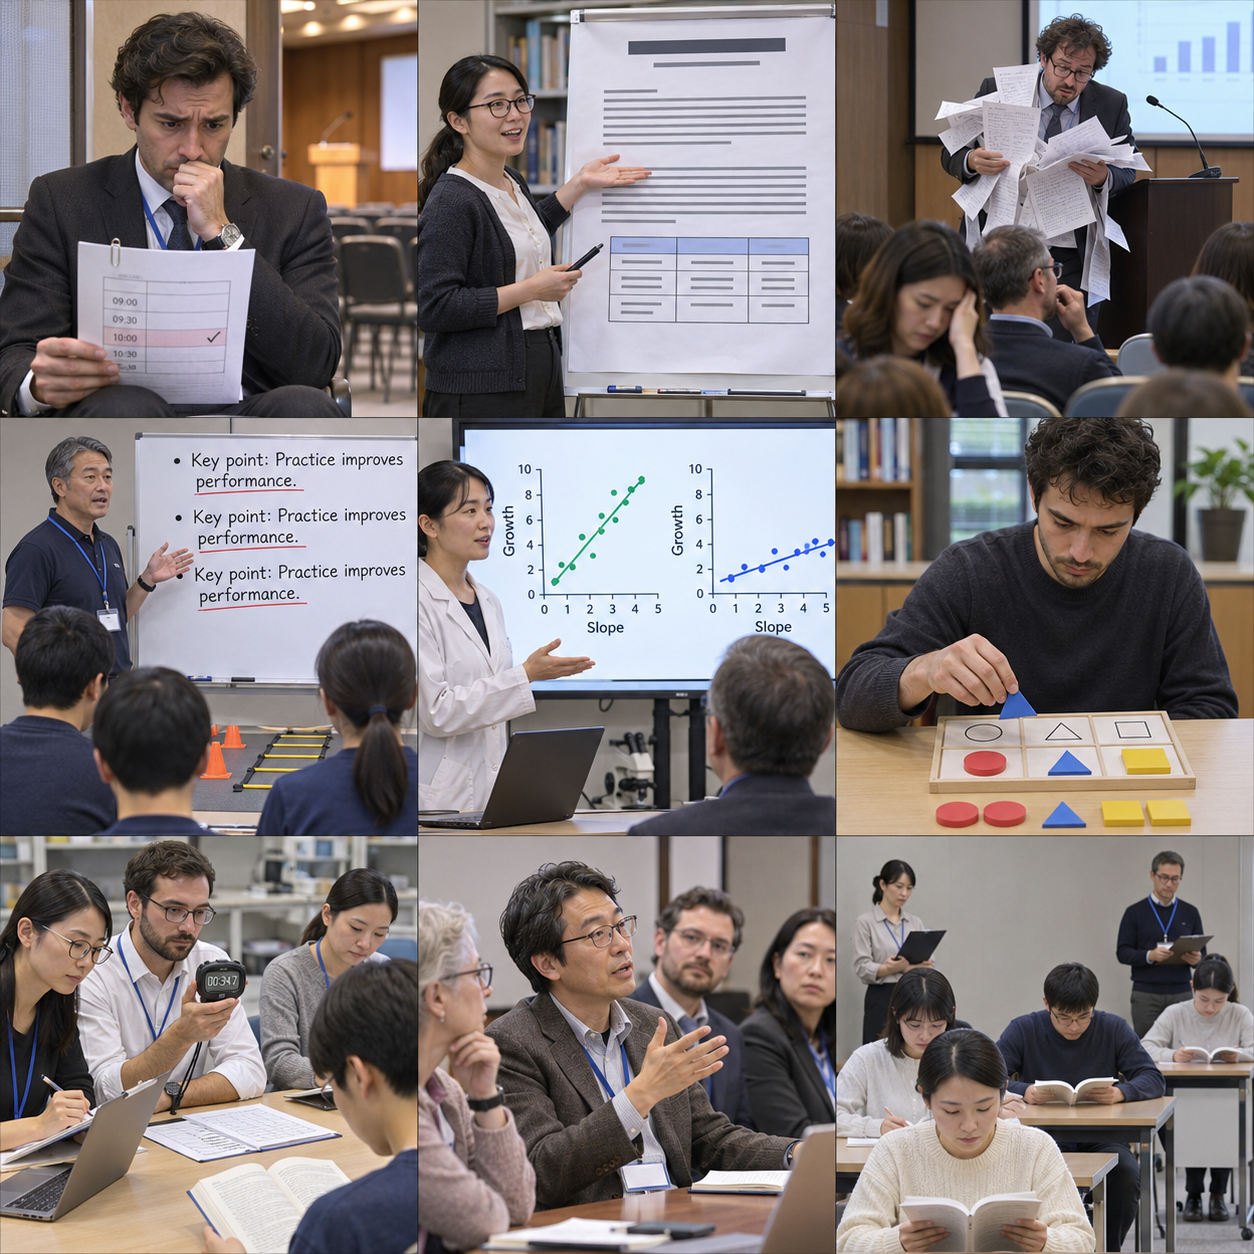 09:00
09:30
10:00
10:30
• Key point: Practice improves
performance.
• Key point: Practice improves
performance.
• Key point: Practice improves
performance.
10
8
6
4
2
0
Growth
0 1 2 3 4 5
Slope
10
8
6
4
2
0
Growth
0 1 2 3 4 5
Slope
00:34.7